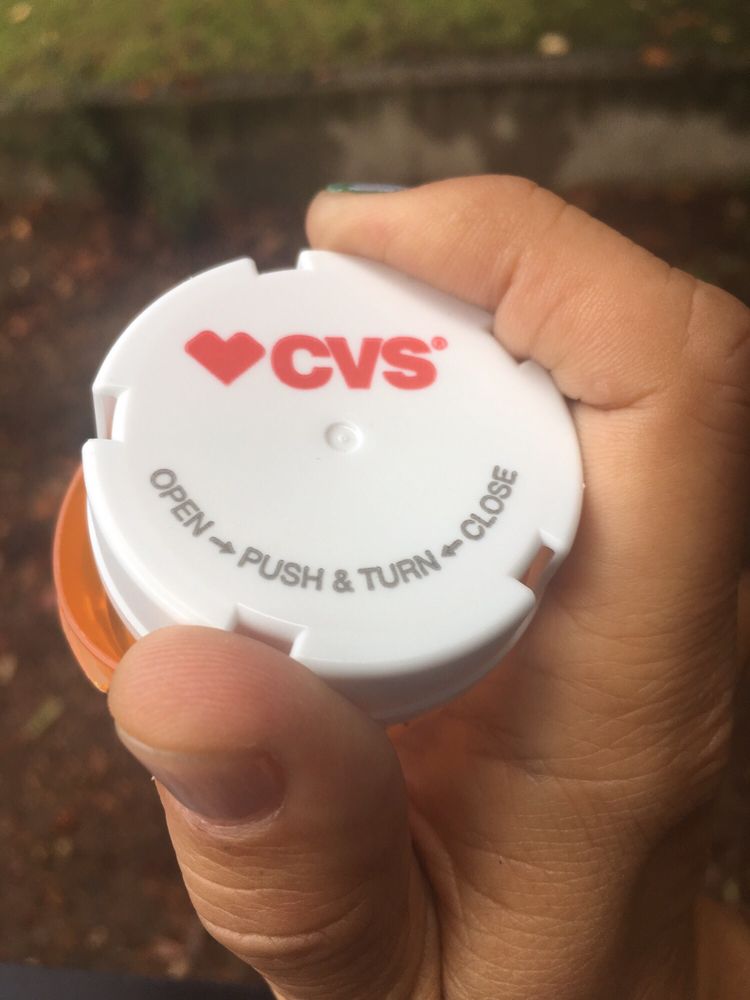 CVS®
OPEN → PUSH & TURN ← CLOSE